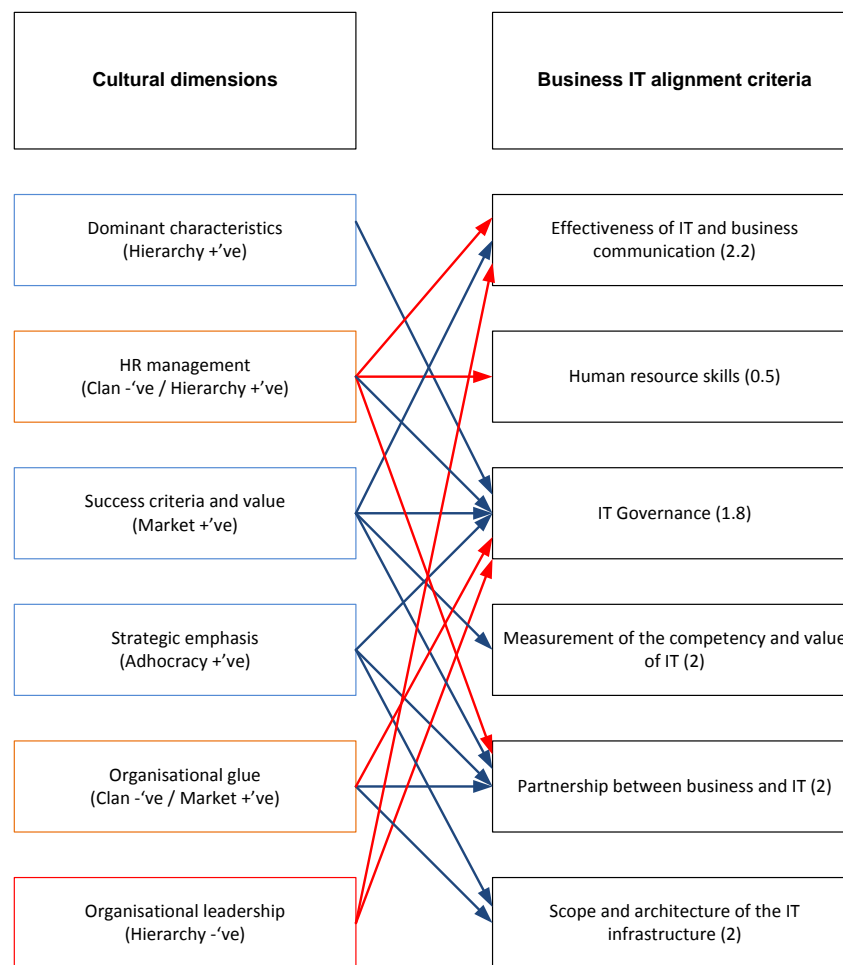 Cultural dimensions
Business IT alignment criteria
Dominant characteristics
(Hierarchy +’ve)
Effectiveness of IT and business
communication (2.2)
HR management
(Clan -‘ve / Hierarchy +’ve)
Human resource skills (0.5)
Success criteria and value
(Market +’ve)
IT Governance (1.8)
Strategic emphasis
(Adhocracy +’ve)
Measurement of the competency and value
of IT (2)
Organisational glue
(Clan -‘ve / Market +’ve)
Partnership between business and IT (2)
Organisational leadership
(Hierarchy -‘ve)
Scope and architecture of the IT
infrastructure (2)